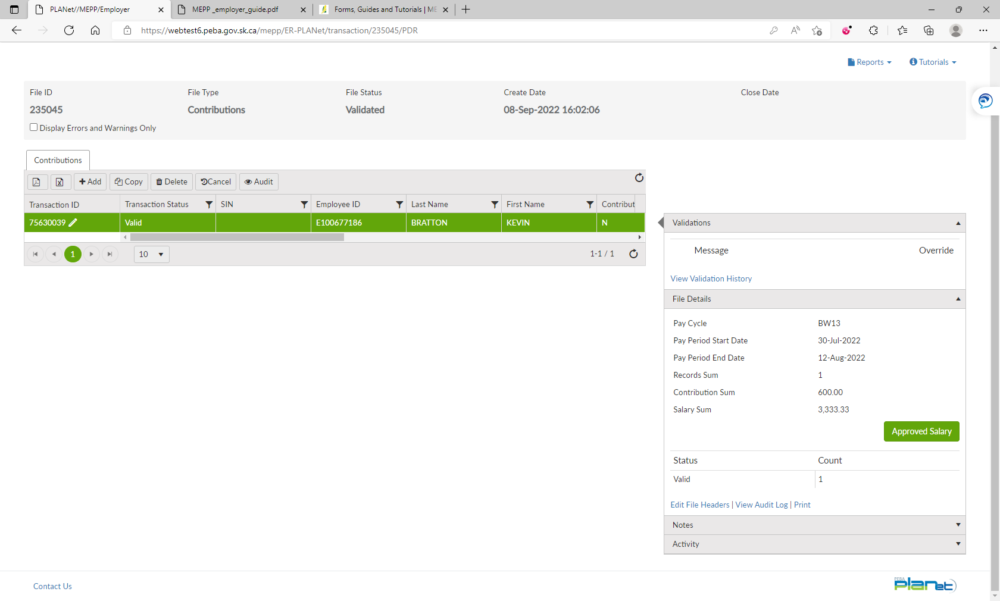 PLANet//MEPP/Employer
MEPP _employer_guide.pdf
Forms, Guides and Tutorials | ME
https://webtest6.peba.gov.sk.ca/mepp/ER-PLANet/transaction/235045/PDR
Reports
Tutorials
File ID
File Type
File Status
Create Date
Close Date
235045
Contributions
Validated
08-Sep-2022 16:02:06
Display Errors and Warnings Only
Contributions
Add
Copy
Delete
Cancel
Audit
Transaction ID
Transaction Status
SIN
Employee ID
Last Name
First Name
Contribut
75630039
Valid
E100677186
BRATTON
KEVIN
N
1
10
1-1 / 1
Validations
Message
Override
View Validation History
File Details
Pay Cycle
BW13
Pay Period Start Date
30-Jul-2022
Pay Period End Date
12-Aug-2022
Records Sum
1
Contribution Sum
600.00
Salary Sum
3,333.33
Approved Salary
Status
Count
Valid
1
Edit File Headers | View Audit Log | Print
Notes
Activity
Contact Us
PEBA
planet